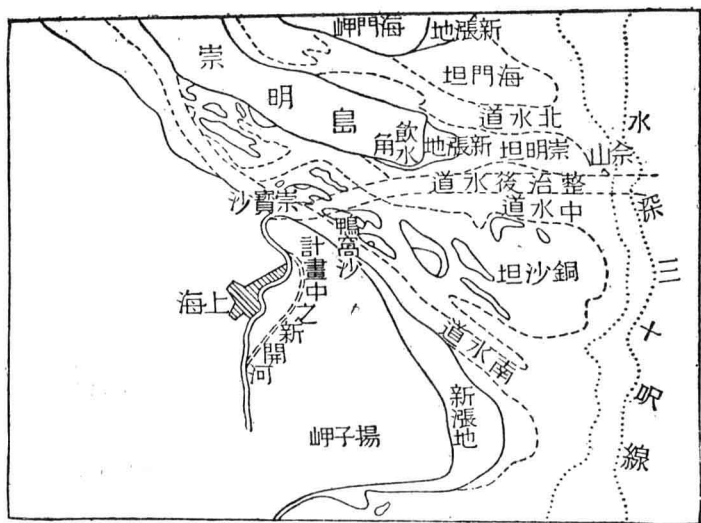 海門岬
新漲地
海門坦
北水道
崇明島
飲水角
新漲地
崇明坦
佘山
整治後水道
中水道
崇寶沙
鴨窩沙
銅沙坦
計畫中之新開河
上海
南水道
新漲地
揚子岬
水深三十呎線